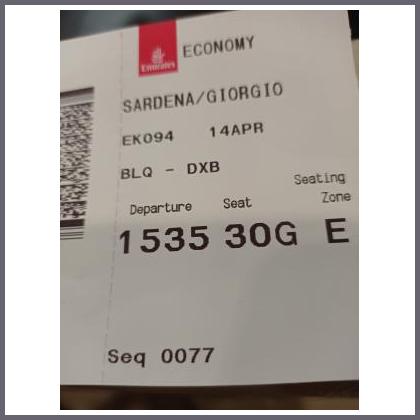 Emirates
ECONOMY
SARDENA/GIORGIO
EK094 14APR
BLQ - DXB
Departure Seat Seating Zone
1535 30G E
Seq 0077